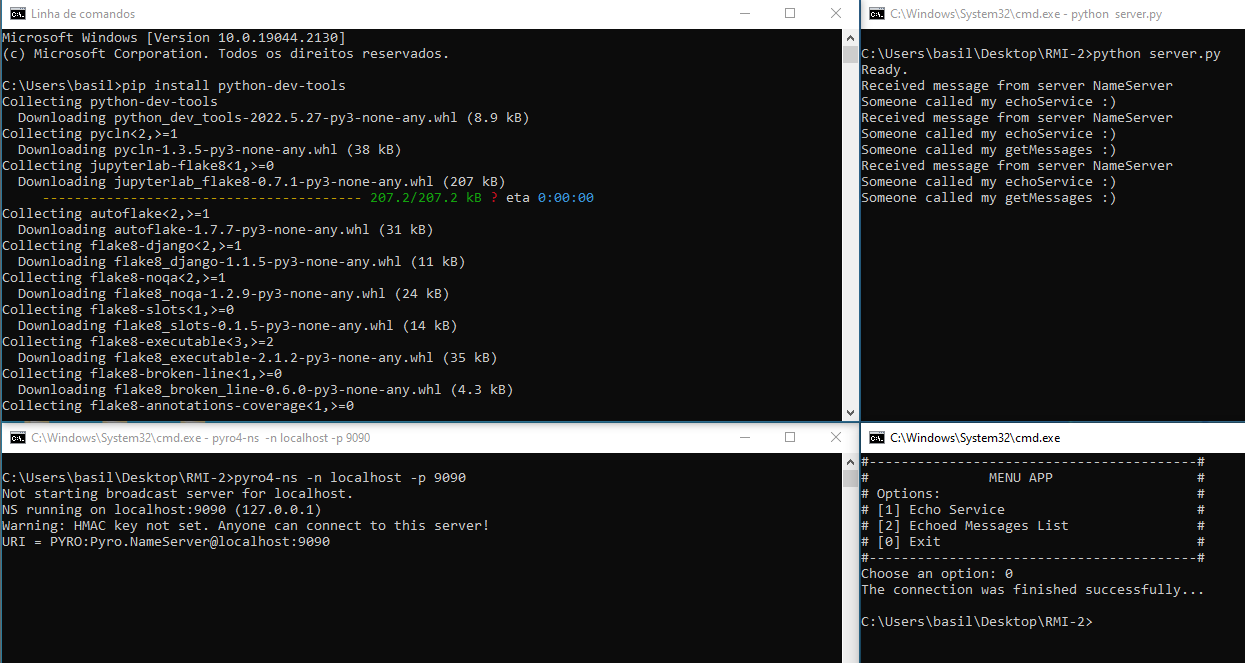 Linha de comandos
Microsoft Windows [Version 10.0.19044.2130]
(c) Microsoft Corporation. Todos os direitos reservados.
C:\Users\basil>pip install python-dev-tools
Collecting python-dev-tools
  Downloading python_dev_tools-2022.5.27-py3-none-any.whl (8.9 kB)
Collecting pycln<2,>=1
  Downloading pycln-1.3.5-py3-none-any.whl (38 kB)
Collecting jupyterlab-flake8<1,>=0
  Downloading jupyterlab_flake8-0.7.1-py3-none-any.whl (207 kB)
     ---------------------------------------- 207.2/207.2 kB ? eta 0:00:00
Collecting autoflake<2,>=1
  Downloading autoflake-1.7.7-py3-none-any.whl (31 kB)
Collecting flake8-django<2,>=1
  Downloading flake8_django-1.1.5-py3-none-any.whl (11 kB)
Collecting flake8-noqa<2,>=1
  Downloading flake8_noqa-1.2.9-py3-none-any.whl (24 kB)
Collecting flake8-slots<1,>=0
  Downloading flake8_slots-0.1.5-py3-none-any.whl (14 kB)
Collecting flake8-executable<3,>=2
  Downloading flake8_executable-2.1.2-py3-none-any.whl (35 kB)
Collecting flake8-broken-line<1,>=0
  Downloading flake8_broken_line-0.6.0-py3-none-any.whl (4.3 kB)
Collecting flake8-annotations-coverage<1,>=0
C:\Windows\System32\cmd.exe - python  server.py
C:\Users\basil\Desktop\RMI-2>python server.py
Ready.
Received message from server NameServer
Someone called my echoService :)
Received message from server NameServer
Someone called my echoService :)
Someone called my getMessages :)
Received message from server NameServer
Someone called my echoService :)
Someone called my getMessages :)
C:\Windows\System32\cmd.exe - pyro4-ns  -n localhost -p 9090
C:\Users\basil\Desktop\RMI-2>pyro4-ns -n localhost -p 9090
Not starting broadcast server for localhost.
NS running on localhost:9090 (127.0.0.1)
Warning: HMAC key not set. Anyone can connect to this server!
URI = PYRO:Pyro.NameServer@localhost:9090
C:\Windows\System32\cmd.exe
#-----------------------------------------#
#               MENU APP                  #
# Options:                                #
# [1] Echo Service                        #
# [2] Echoed Messages List                #
# [0] Exit                                #
#-----------------------------------------#
Choose an option: 0
The connection was finished successfully...
C:\Users\basil\Desktop\RMI-2>